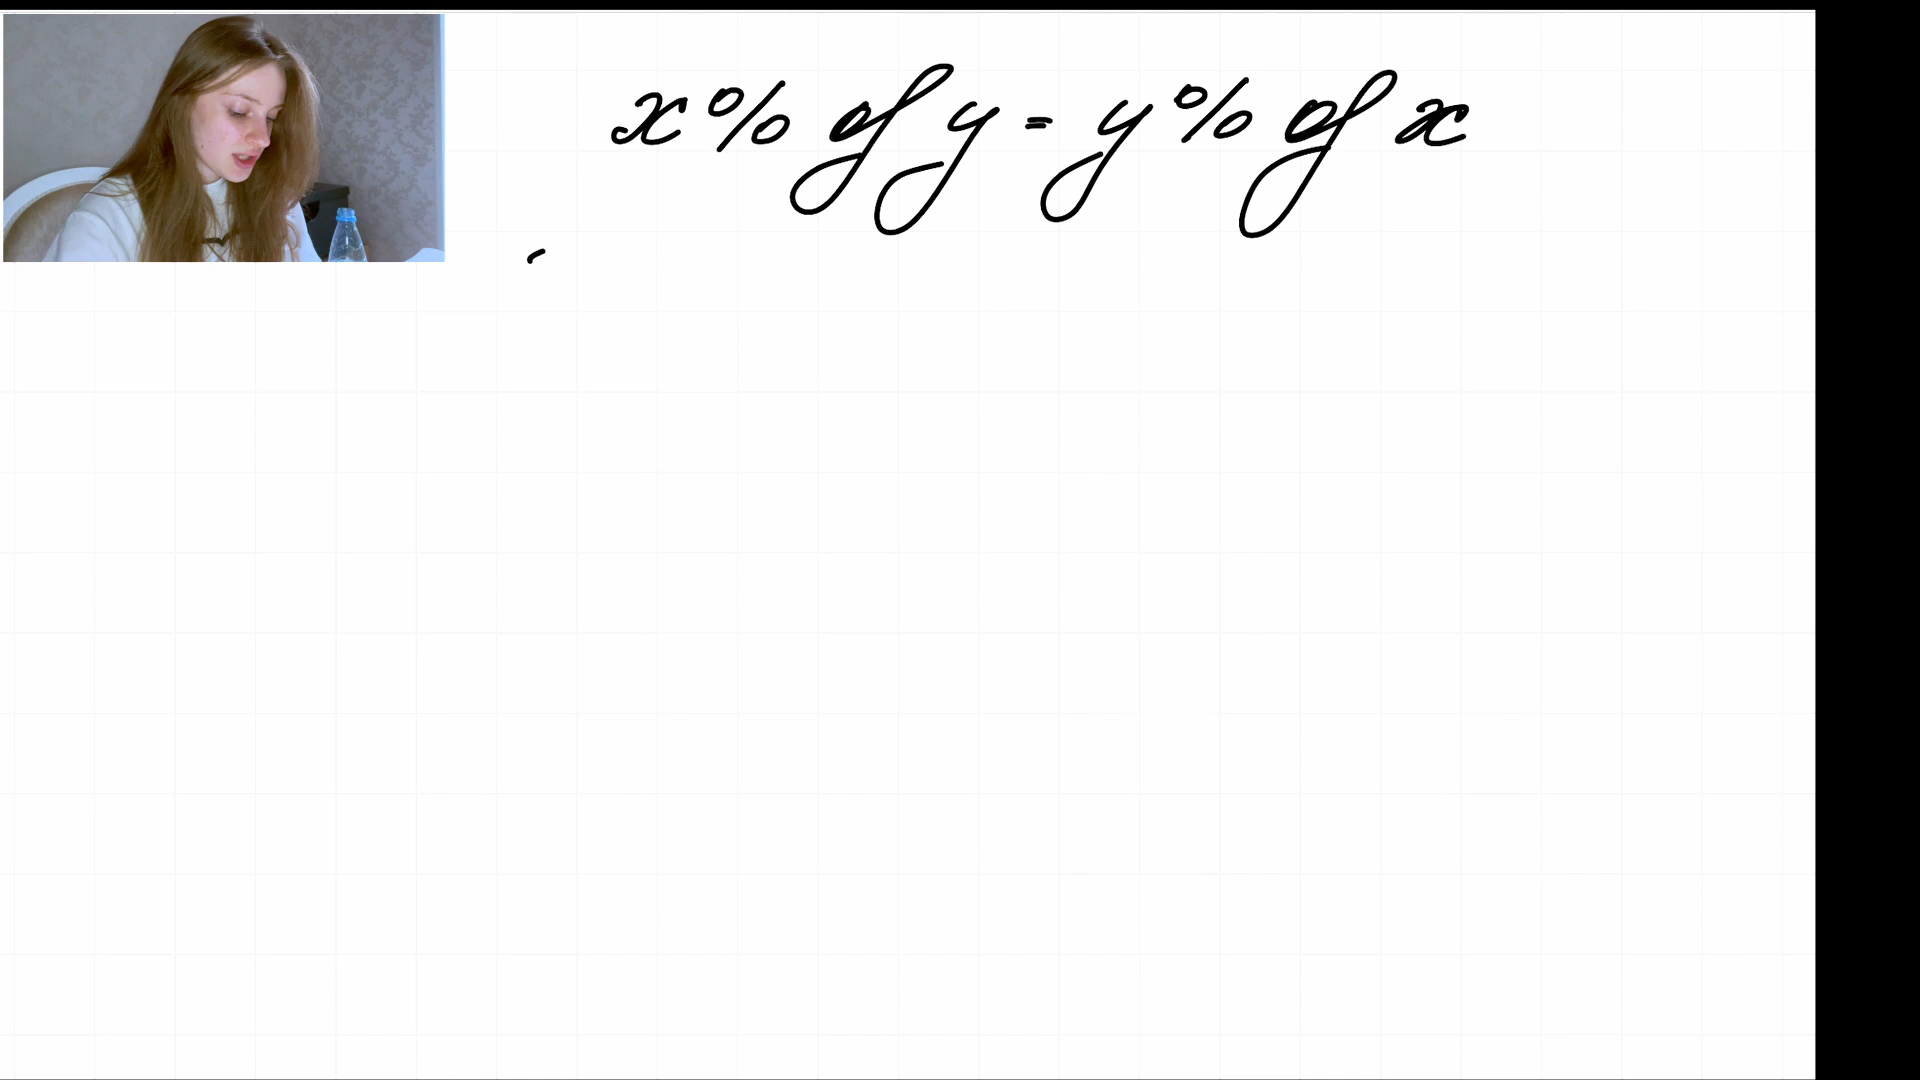 x% of y = y% of x